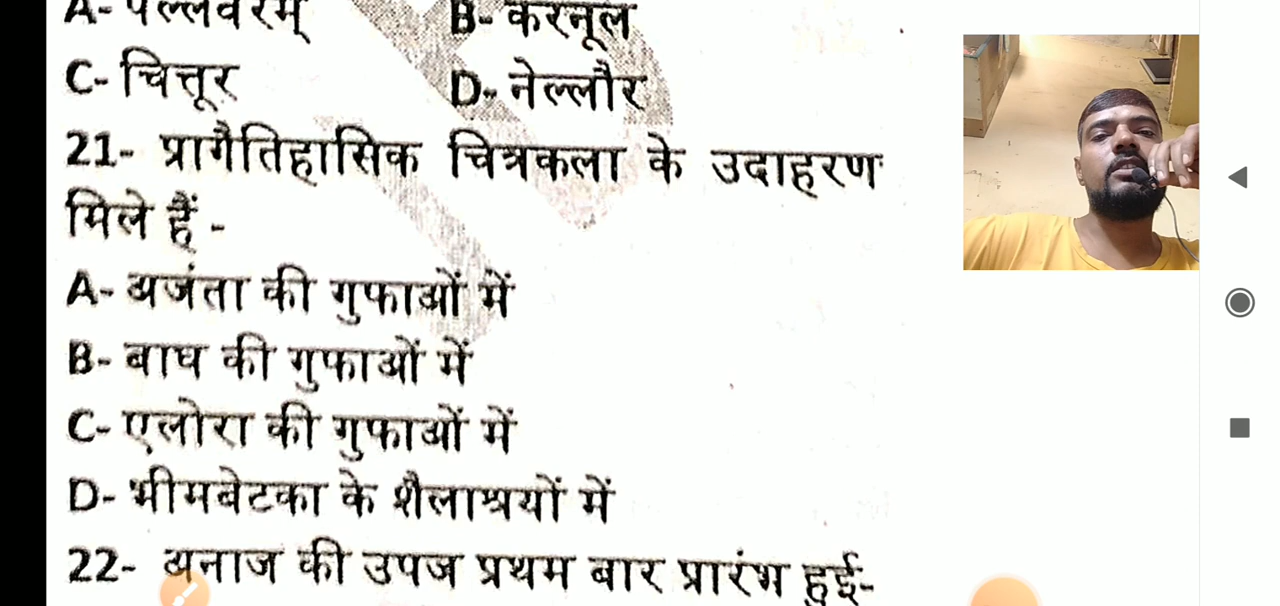 A- पल्लवरम् B- करनूल
C- चित्तूर D- नेल्लौर
21- प्रागैतिहासिक चित्रकला के उदाहरण
मिले हैं -
A- अजंता की गुफाओं में
B- बाघ की गुफाओं में
C- एलोरा की गुफाओं में
D- भीमबेटका के शैलाश्रयों में
22- अनाज की उपज प्रथम बार प्रारंभ हुई-